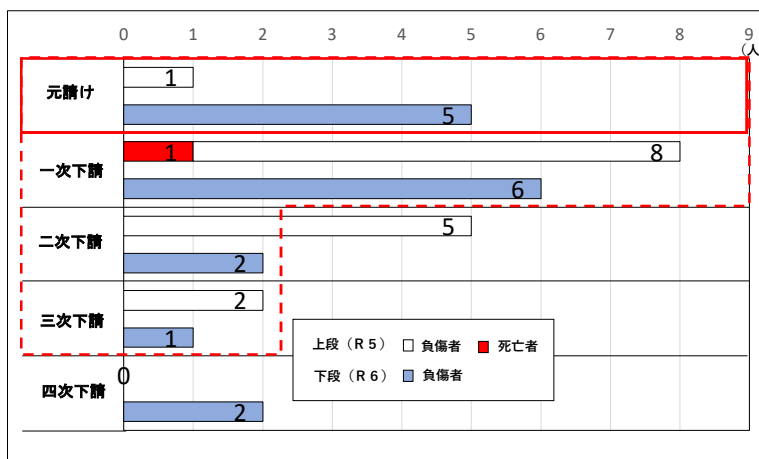 0 1 2 3 4 5 6 7 8 9
(人
元請け
1
5
一次下請
1 8
6
二次下請
5
2
三次下請
2
1
上段（R5） 負傷者 死亡者
下段（R6） 負傷者
四次下請
0
2